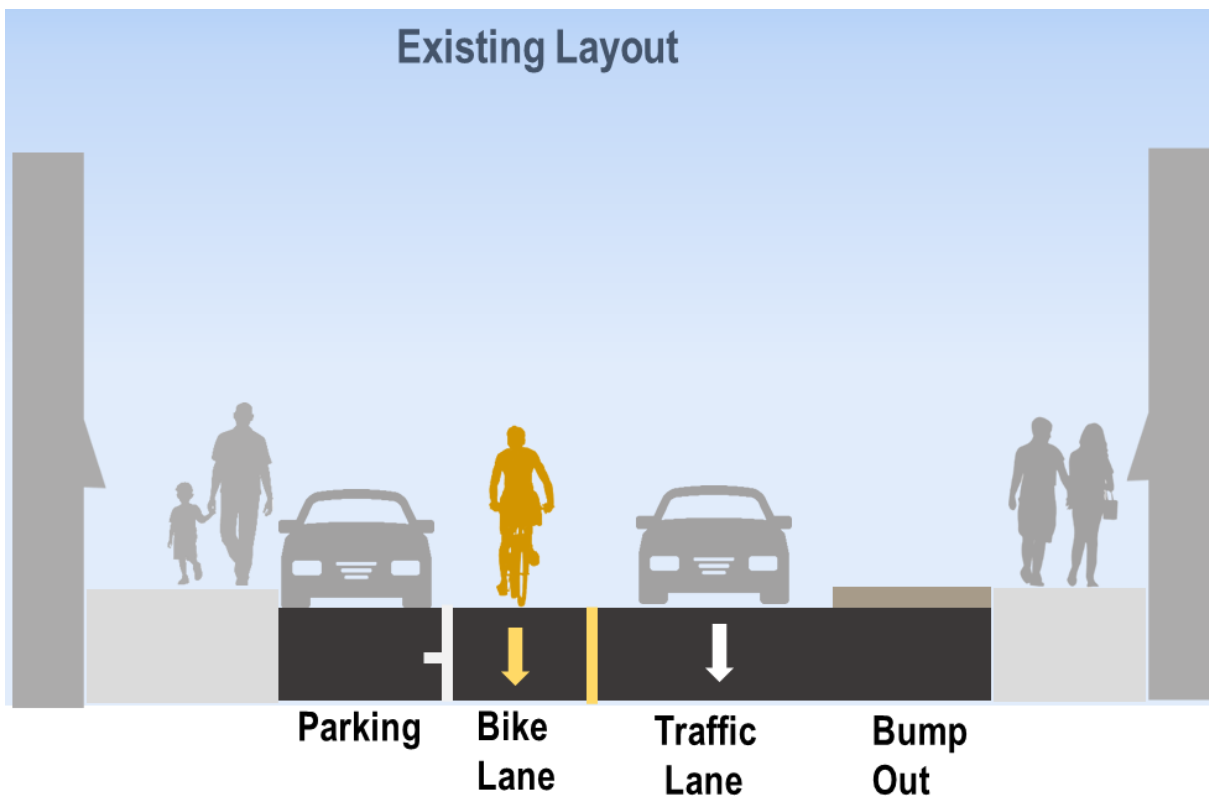 Existing Layout
Parking
Bike
Lane
Traffic
Lane
Bump
Out